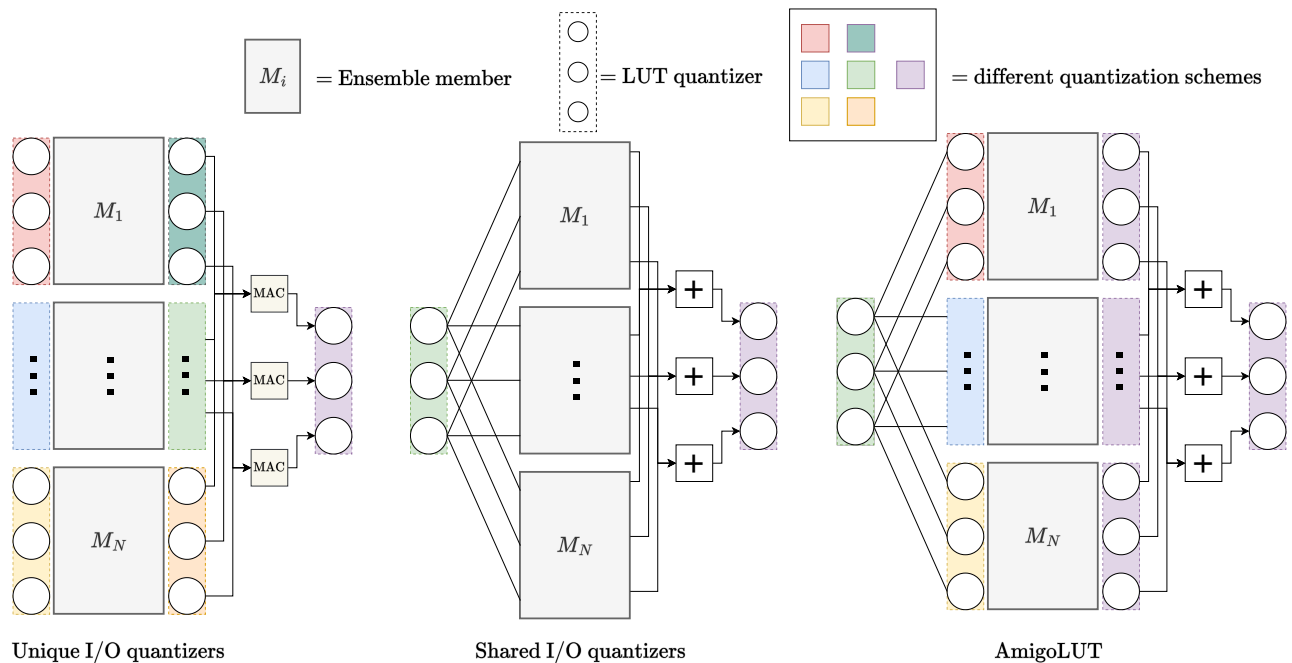 M_i = Ensemble member
= LUT quantizer
= different quantization schemes
M_1
M_N
MAC
MAC
MAC
Unique I/O quantizers
M_1
M_N
+
+
+
Shared I/O quantizers
M_1
M_N
+
+
+
AmigoLUT